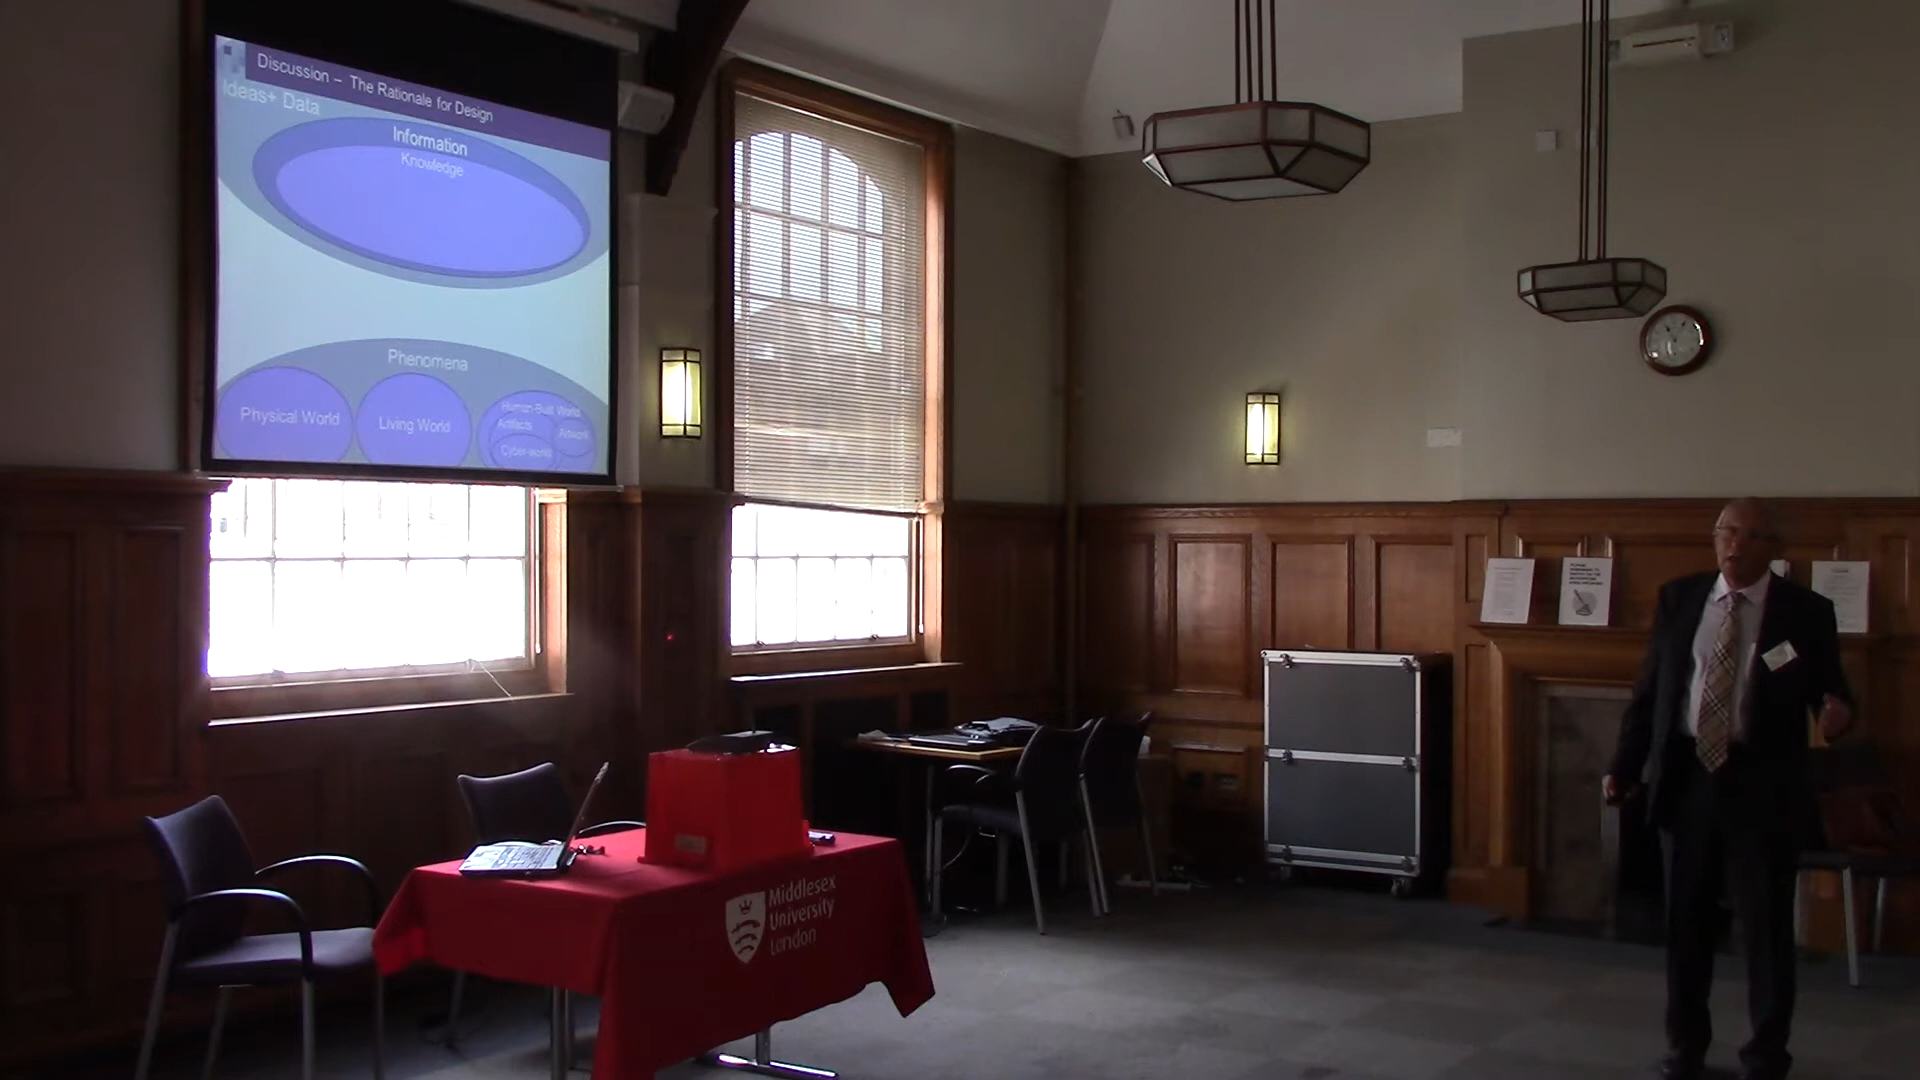 Discussion – The Rationale for Design
Ideas+ Data
Information
Knowledge
Phenomena
Physical World
Living World
Human-Built World
Artifacts
Artwork
Cyber-world
Middlesex
University
London